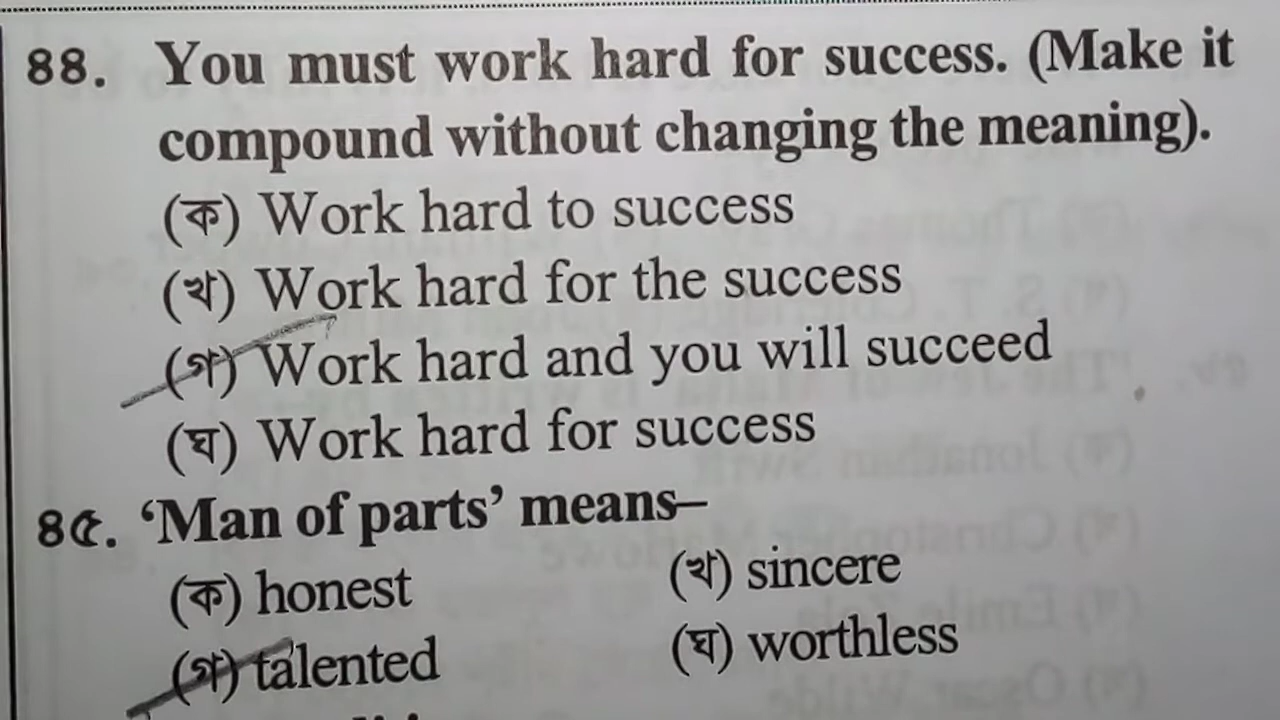 ৪৪. You must work hard for success. (Make it
compound without changing the meaning).
(ক) Work hard to success
(খ) Work hard for the success
(গ) Work hard and you will succeed
(ঘ) Work hard for success
৪৫. ‘Man of parts’ means–
(ক) honest (খ) sincere
(গ) talented (ঘ) worthless